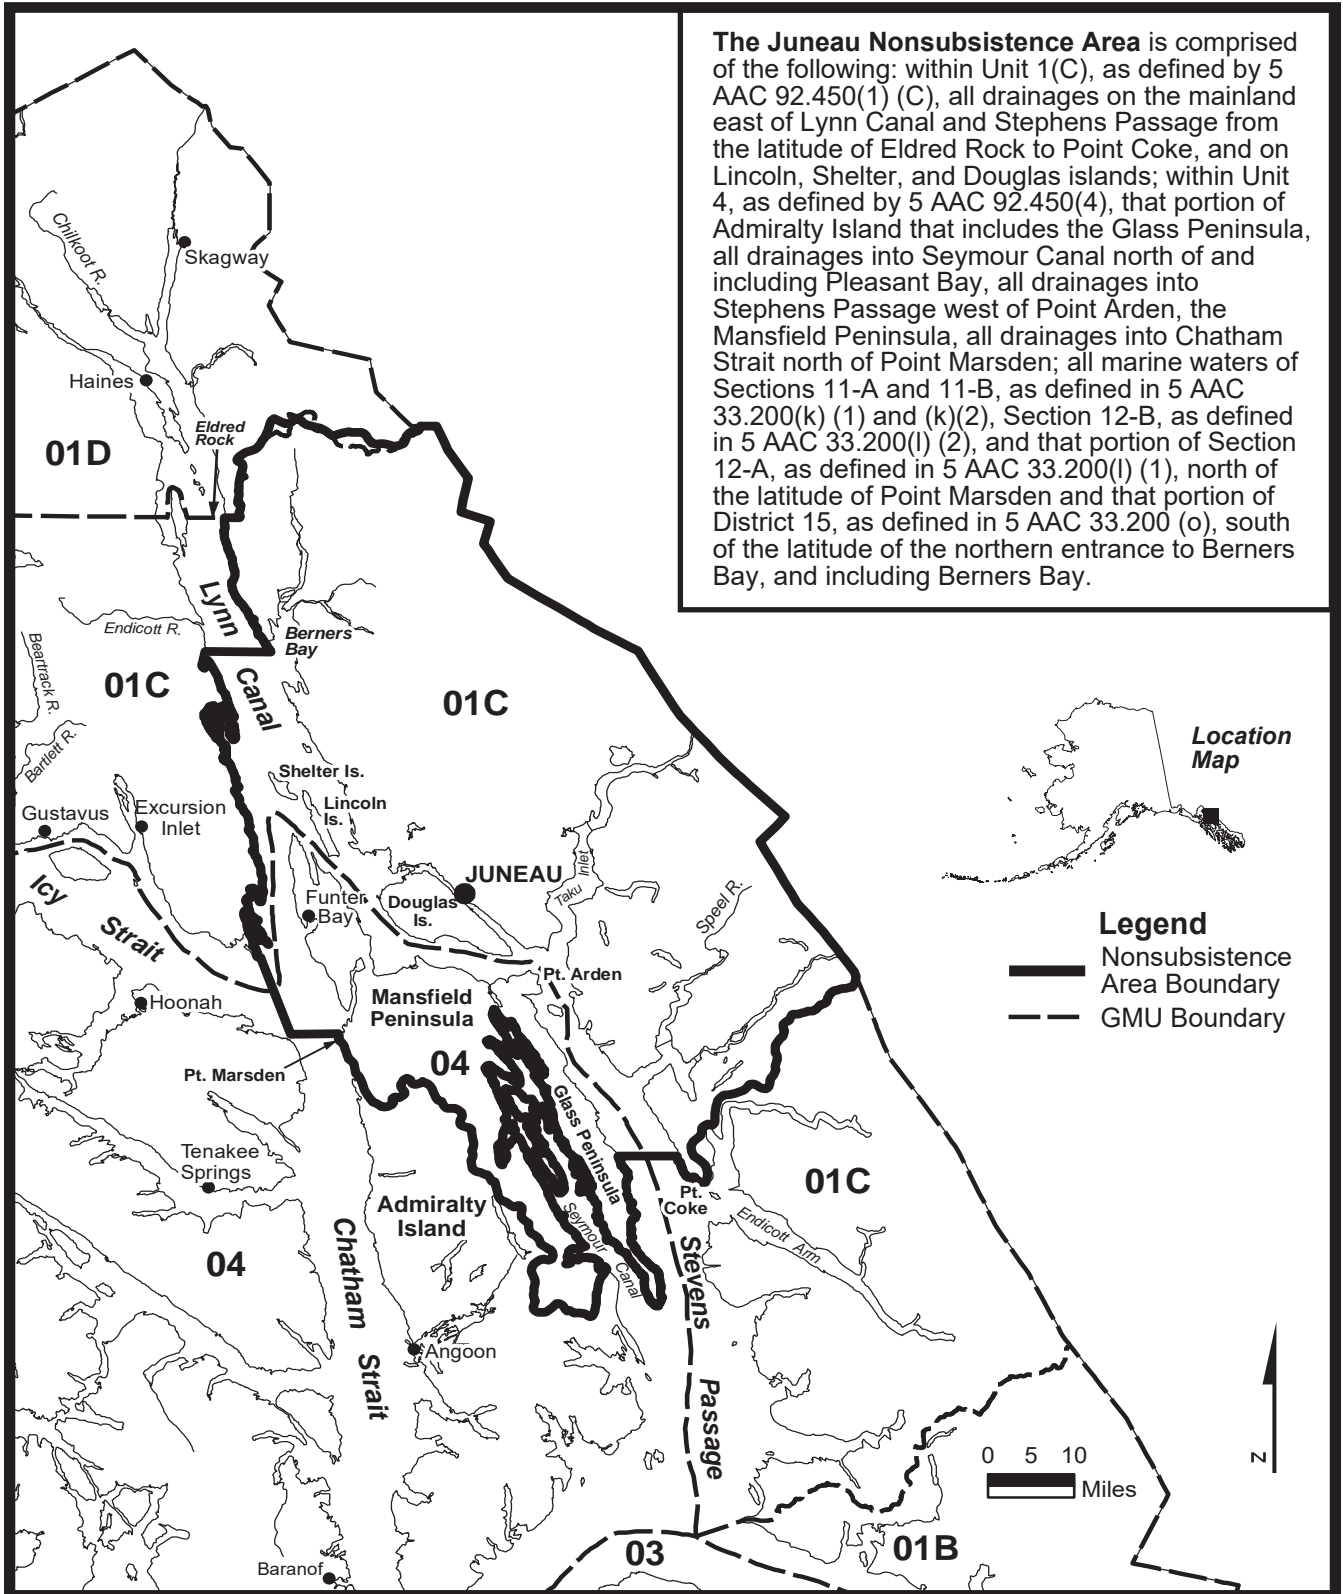 The Juneau Nonsubsistence Area is comprised
of the following: within Unit 1(C), as defined by 5
AAC 92.450(1) (C), all drainages on the mainland
east of Lynn Canal and Stephens Passage from
the latitude of Eldred Rock to Point Coke, and on
Lincoln, Shelter, and Douglas islands; within Unit
4, as defined by 5 AAC 92.450(4), that portion of
Admiralty Island that includes the Glass Peninsula,
all drainages into Seymour Canal north of and
including Pleasant Bay, all drainages into
Stephens Passage west of Point Arden, the
Mansfield Peninsula, all drainages into Chatham
Strait north of Point Marsden; all marine waters of
Sections 11-A and 11-B, as defined in 5 AAC
33.200(k) (1) and (k)(2), Section 12-B, as defined
in 5 AAC 33.200(l) (2), and that portion of Section
12-A, as defined in 5 AAC 33.200(l) (1), north of
the latitude of Point Marsden and that portion of
District 15, as defined in 5 AAC 33.200 (o), south
of the latitude of the northern entrance to Berners
Bay, and including Berners Bay.
Chilkoot R.
Skagway
Haines
Eldred
Rock
01D
Lynn
Canal
Endicott R.
Berners
Bay
Beartrack R.
01C
01C
Bartlett R.
Location
Map
Shelter Is.
Lincoln
Is.
Gustavus
Excursion
Inlet
JUNEAU
Taku Inlet
Icy
Strait
Funter
Bay
Douglas
Is.
Speel R.
Legend
Nonsubsistence
Area Boundary
GMU Boundary
Pt. Arden
Hoonah
Mansfield
Peninsula
04
Pt. Marsden
Glass Peninsula
Tenakee
Springs
01C
Pt.
Coke
Admiralty
Island
Seymour
Canal
Endicott Arm
04
Chatham
Strait
Stevens
Passage
Angoon
0 5 10
Miles
N
03
01B
Baranof